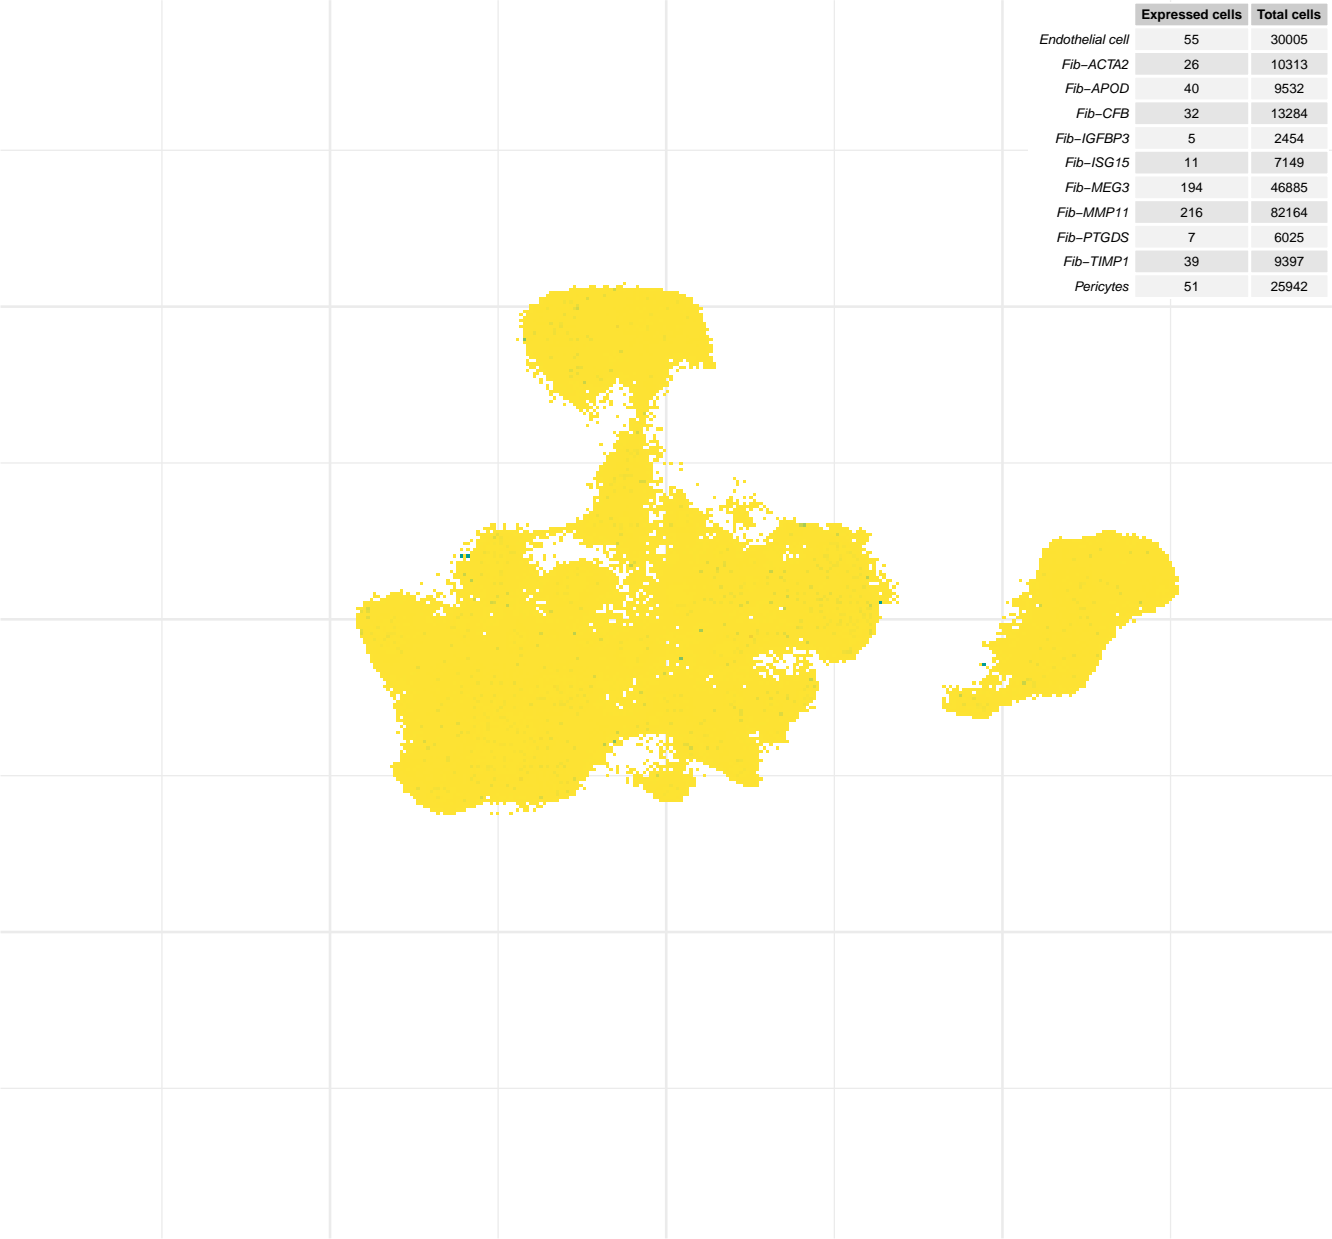 Expressed cells Total cells
Endothelial cell 55 30005
Fib−ACTA2 26 10313
Fib−APOD 40 9532
Fib−CFB 32 13284
Fib−IGFBP3 5 2454
Fib−ISG15 11 7149
Fib−MEG3 194 46885
Fib−MMP11 216 82164
Fib−PTGDS 7 6025
Fib−TIMP1 39 9397
Pericytes 51 25942